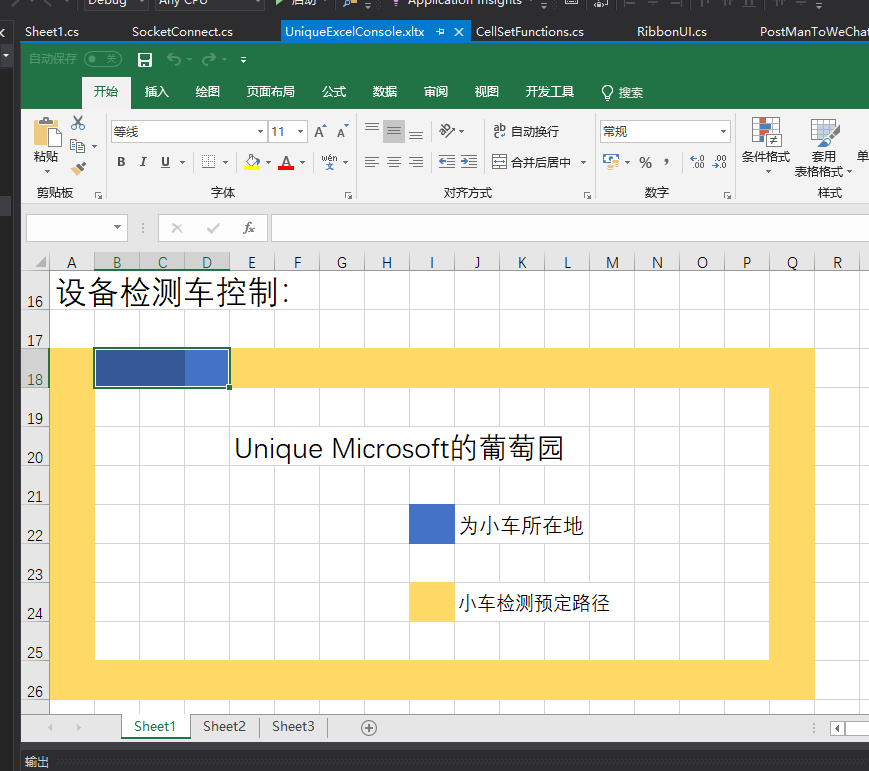 Debug Any CPU 启动 Application Insights
Sheet1.cs SocketConnect.cs UniqueExcelConsole.xltx CellSetFunctions.cs RibbonUI.cs PostManToWeChat
自动保存 关
开始 插入 绘图 页面布局 公式 数据 审阅 视图 开发工具 搜索
等线 11 A A ab 自动换行 常规
粘贴 B I U A wén 文 合并后居中 % , .00 .00 条件格式 套用 单
表格格式
剪贴板 字体 对齐方式 数字 样式
fx
A B C D E F G H I J K L M N O P Q R
16 设备检测车控制：
17
18
19
20 Unique Microsoft的葡萄园
21
22 为小车所在地
23
24 小车检测预定路径
25
26
Sheet1 Sheet2 Sheet3
输出